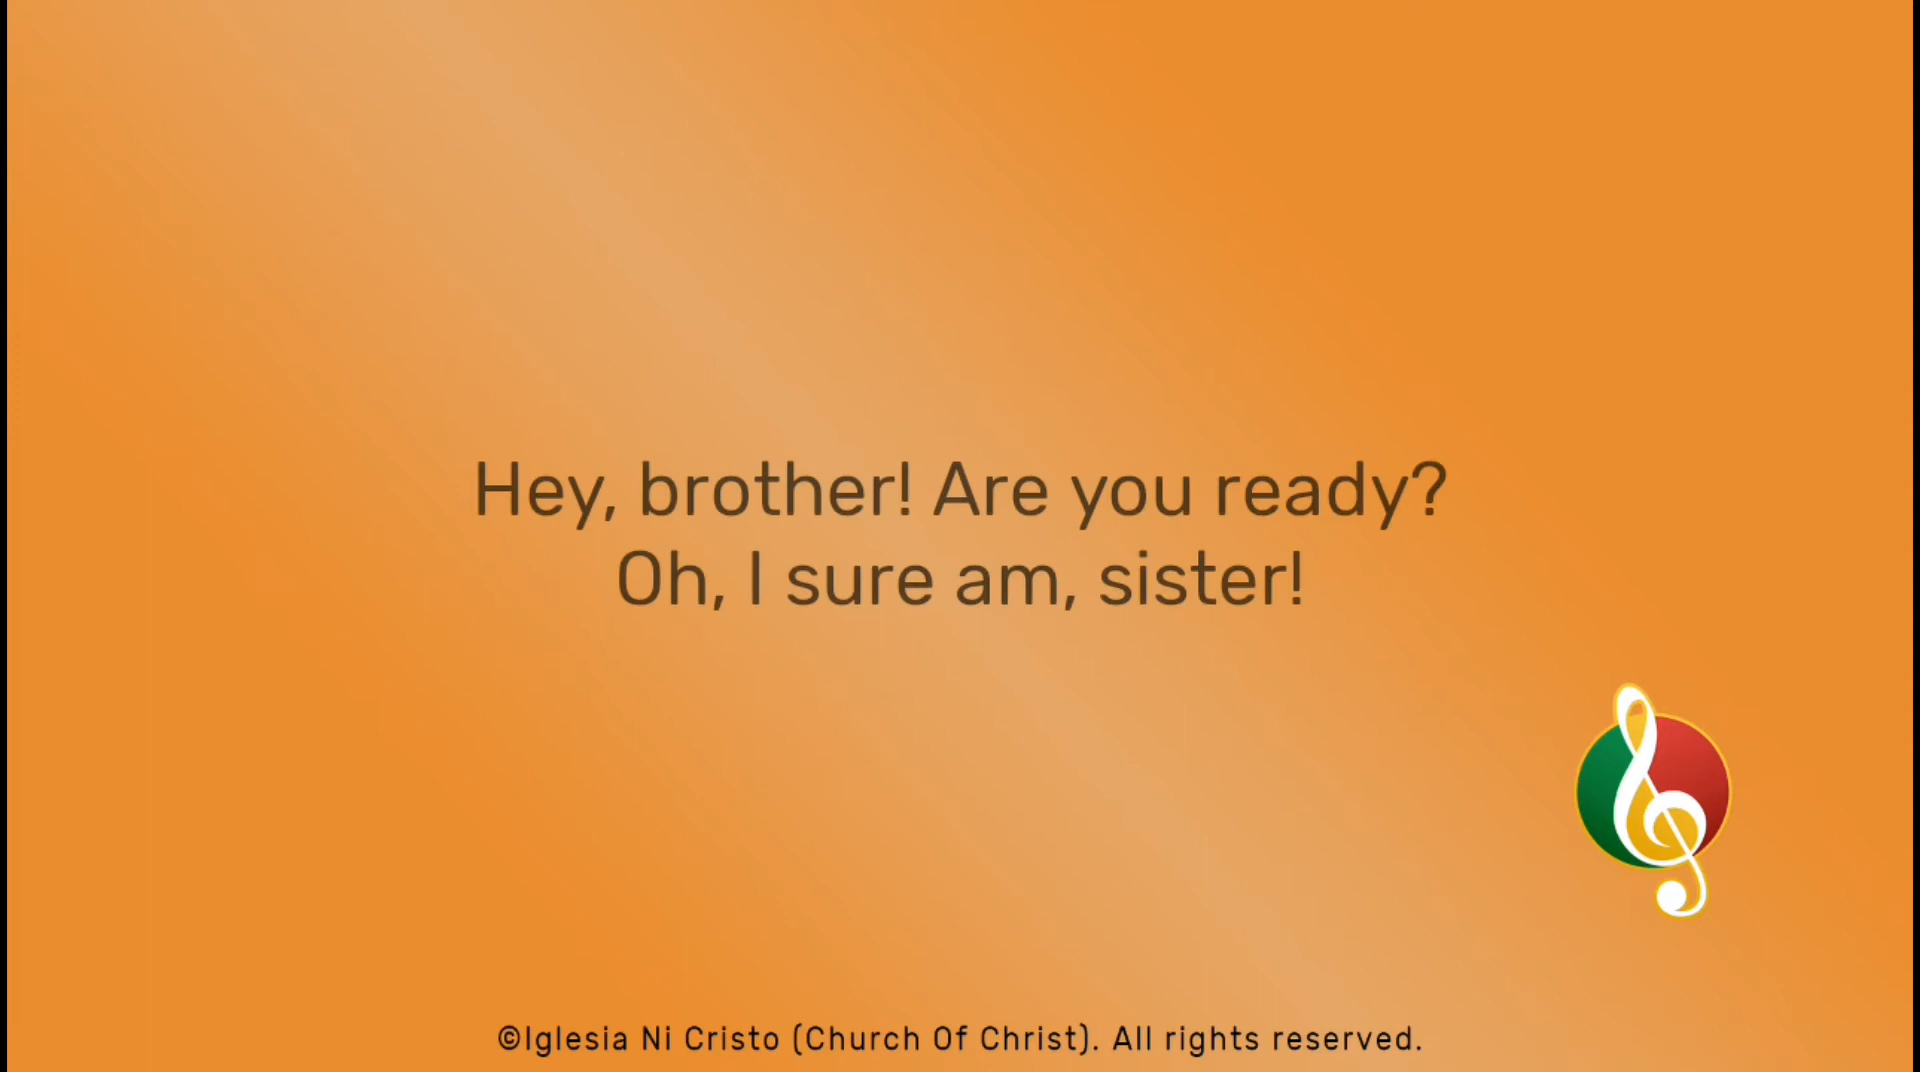 Hey, brother! Are you ready?
Oh, I sure am, sister!
©Iglesia Ni Cristo (Church Of Christ). All rights reserved.